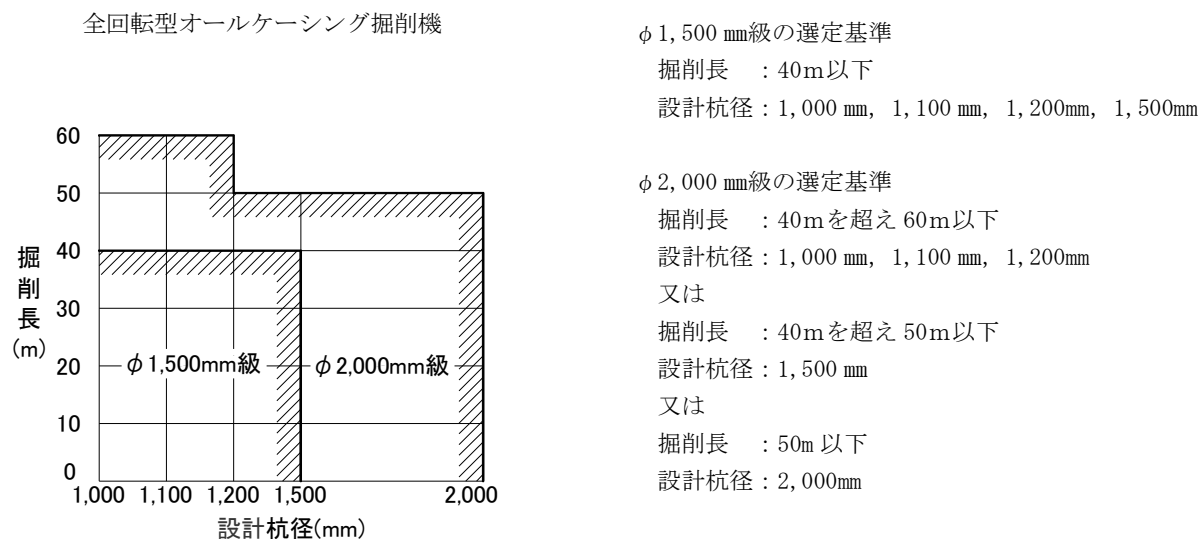 全回転型オールケーシング掘削機
60
50
40
30
20
10
0
掘削長
(m)
φ1,500mm級
φ2,000mm級
1,000 1,100 1,200 1,500 2,000
設計杭径(mm)
φ1,500㎜級の選定基準
掘削長 :40m以下
設計杭径:1,000㎜, 1,100㎜, 1,200mm, 1,500mm
φ2,000㎜級の選定基準
掘削長 :40mを超え60m以下
設計杭径:1,000㎜, 1,100㎜, 1,200mm
又は
掘削長 :40mを超え50m以下
設計杭径:1,500㎜
又は
掘削長 :50m以下
設計杭径:2,000mm